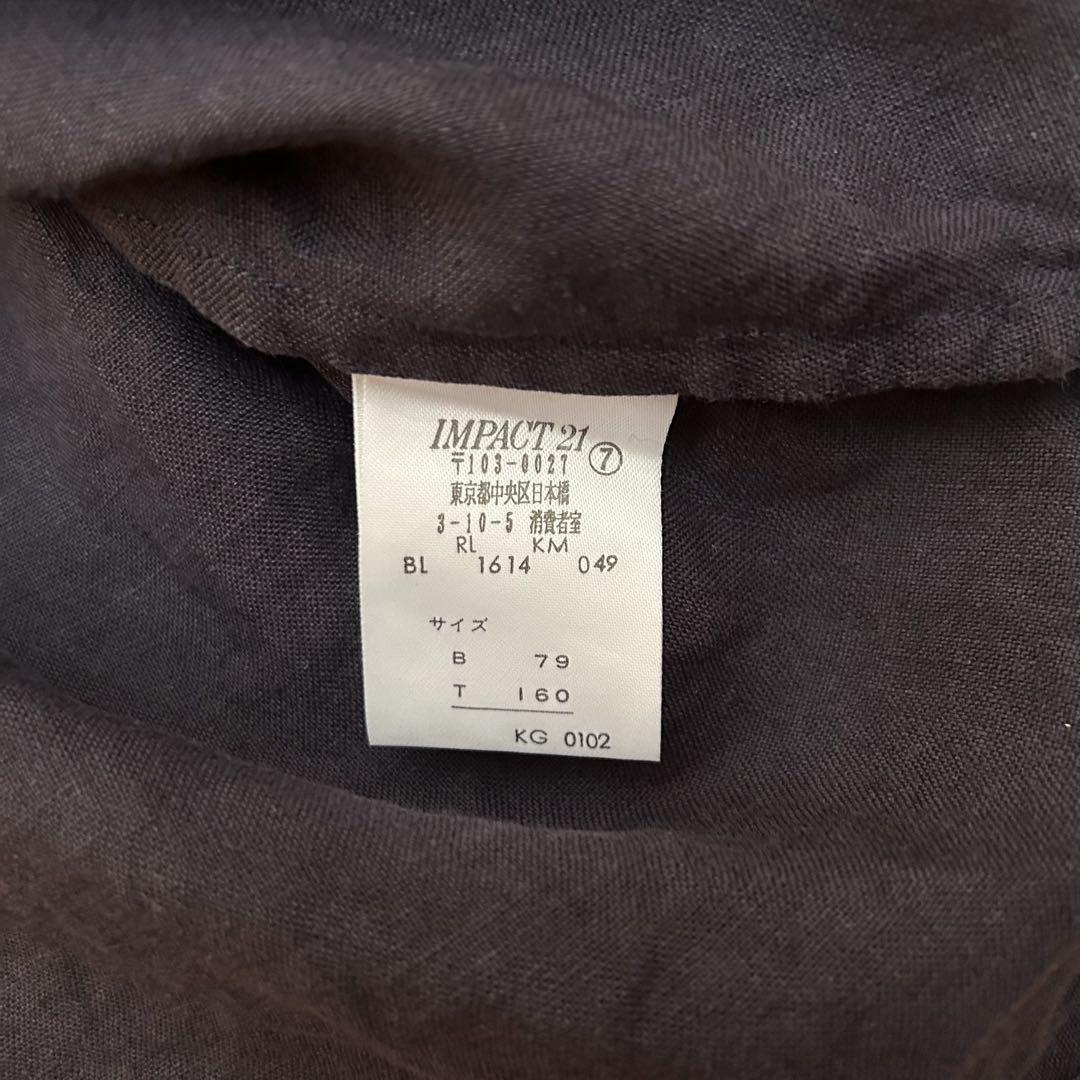 IMPACT 21 ⑦
〒103-0027
東京都中央区日本橋
3-10-5 消費者室
RL KM
BL 1614 049
サイズ
B 79
T 160
KG 0102